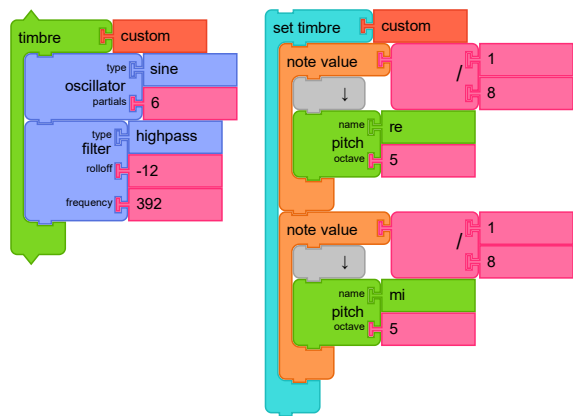 timbre custom
type sine
oscillator
partials 6
type highpass
filter
rolloff -12
frequency 392
set timbre custom
note value / 1
8
↓
name re
pitch
octave 5
note value / 1
8
↓
name mi
pitch
octave 5